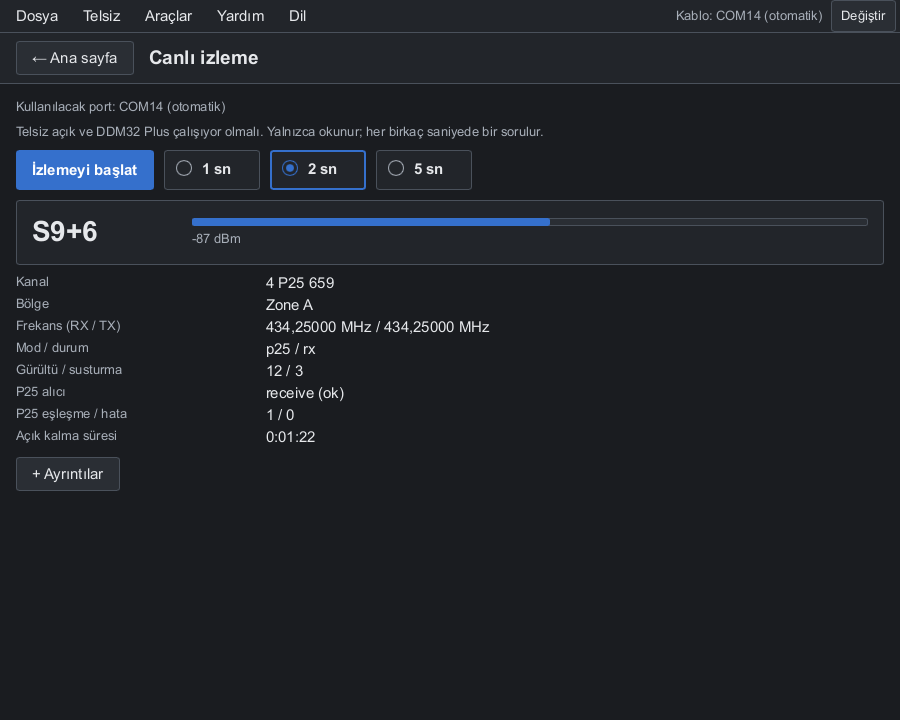 Dosya Telsiz Araçlar Yardım Dil Kablo: COM14 (otomatik) Değiştir
← Ana sayfa Canlı izleme
Kullanılacak port: COM14 (otomatik)
Telsiz açık ve DDM32 Plus çalışıyor olmalı. Yalnızca okunur; her birkaç saniyede bir sorulur.
İzlemeyi başlat 1 sn 2 sn 5 sn
S9+6
-87 dBm
Kanal 4 P25 659
Bölge Zone A
Frekans (RX / TX) 434,25000 MHz / 434,25000 MHz
Mod / durum p25 / rx
Gürültü / susturma 12 / 3
P25 alıcı receive (ok)
P25 eşleşme / hata 1 / 0
Açık kalma süresi 0:01:22
+ Ayrıntılar